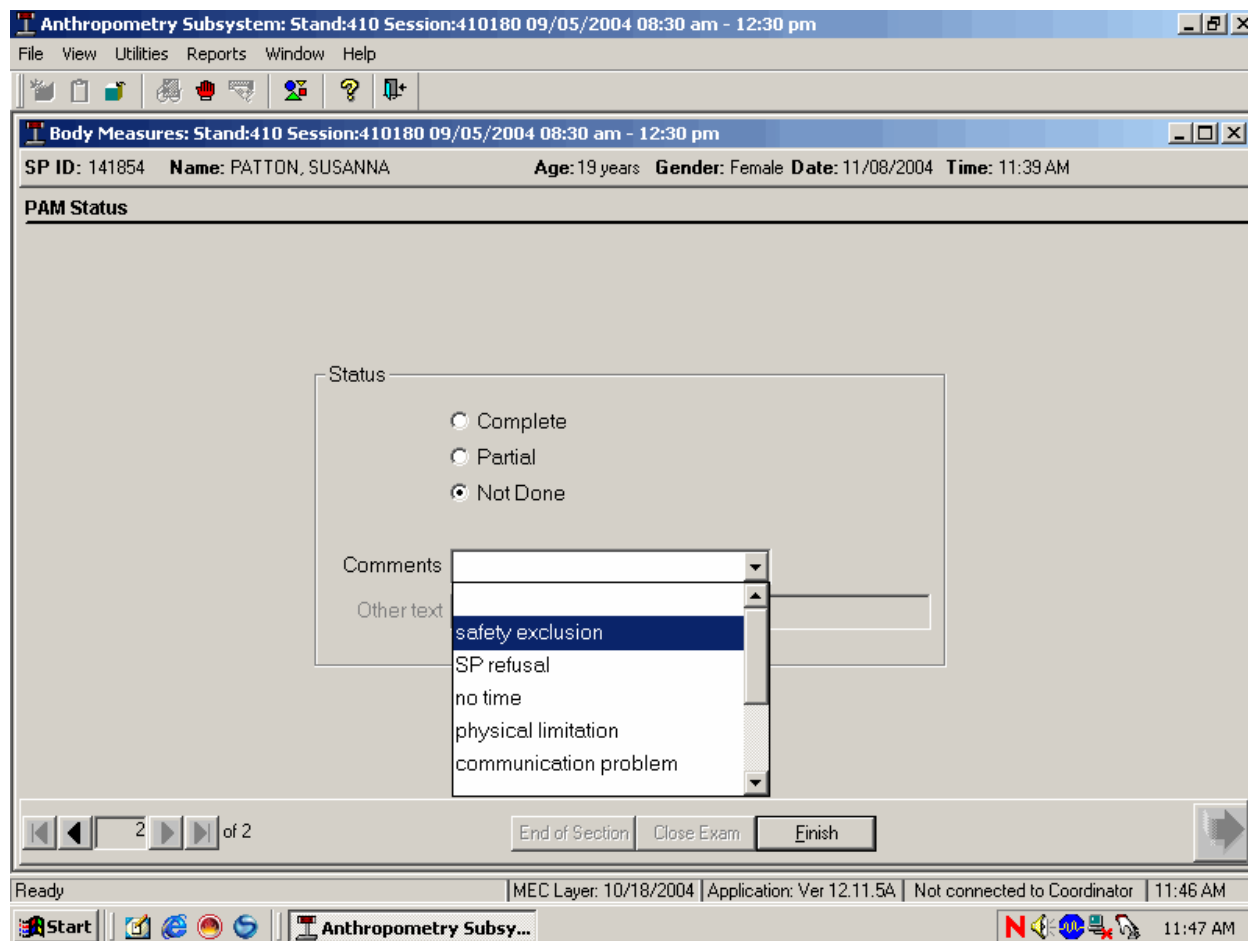 Anthropometry Subsystem: Stand:410 Session:410180 09/05/2004 08:30 am - 12:30 pm
File View Utilities Reports Window Help
Body Measures: Stand:410 Session:410180 09/05/2004 08:30 am - 12:30 pm
SP ID: 141854 Name: PATTON, SUSANNA Age: 19 years Gender: Female Date: 11/08/2004 Time: 11:39 AM
PAM Status
Status
Complete
Partial
Not Done
Comments
Other text
safety exclusion
SP refusal
no time
physical limitation
communication problem
2 of 2 End of Section Close Exam Finish
Ready MEC Layer: 10/18/2004 Application: Ver 12.11.5A Not connected to Coordinator 11:46 AM
Start Anthropometry Subsy... N 11:47 AM